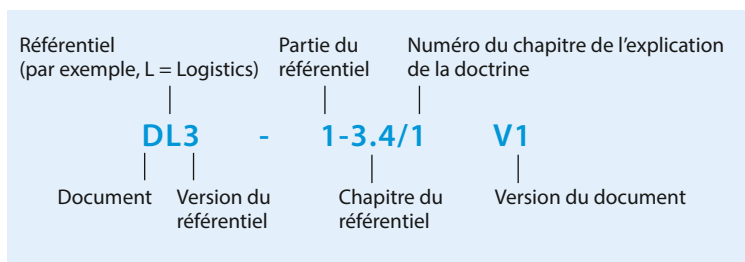 Référentiel
(par exemple, L = Logistics)
Partie du
référentiel
Numéro du chapitre de l’explication
de la doctrine
DL3 - 1-3.4/1 V1
Document
Version du
référentiel
Chapitre du
référentiel
Version du document